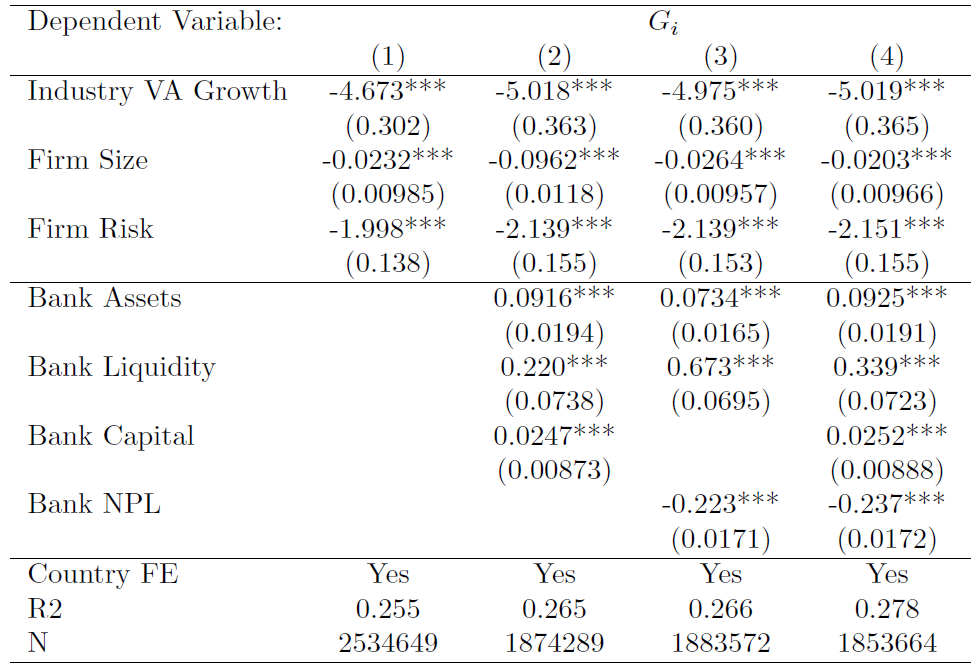 Dependent Variable: G_i
(1) (2) (3) (4)
Industry VA Growth -4.673*** -5.018*** -4.975*** -5.019***
(0.302) (0.363) (0.360) (0.365)
Firm Size -0.0232*** -0.0962*** -0.0264*** -0.0203***
(0.00985) (0.0118) (0.00957) (0.00966)
Firm Risk -1.998*** -2.139*** -2.139*** -2.151***
(0.138) (0.155) (0.153) (0.155)
Bank Assets 0.0916*** 0.0734*** 0.0925***
(0.0194) (0.0165) (0.0191)
Bank Liquidity 0.220*** 0.673*** 0.339***
(0.0738) (0.0695) (0.0723)
Bank Capital 0.0247*** 0.0252***
(0.00873) (0.00888)
Bank NPL -0.223*** -0.237***
(0.0171) (0.0172)
Country FE Yes Yes Yes Yes
R2 0.255 0.265 0.266 0.278
N 2534649 1874289 1883572 1853664